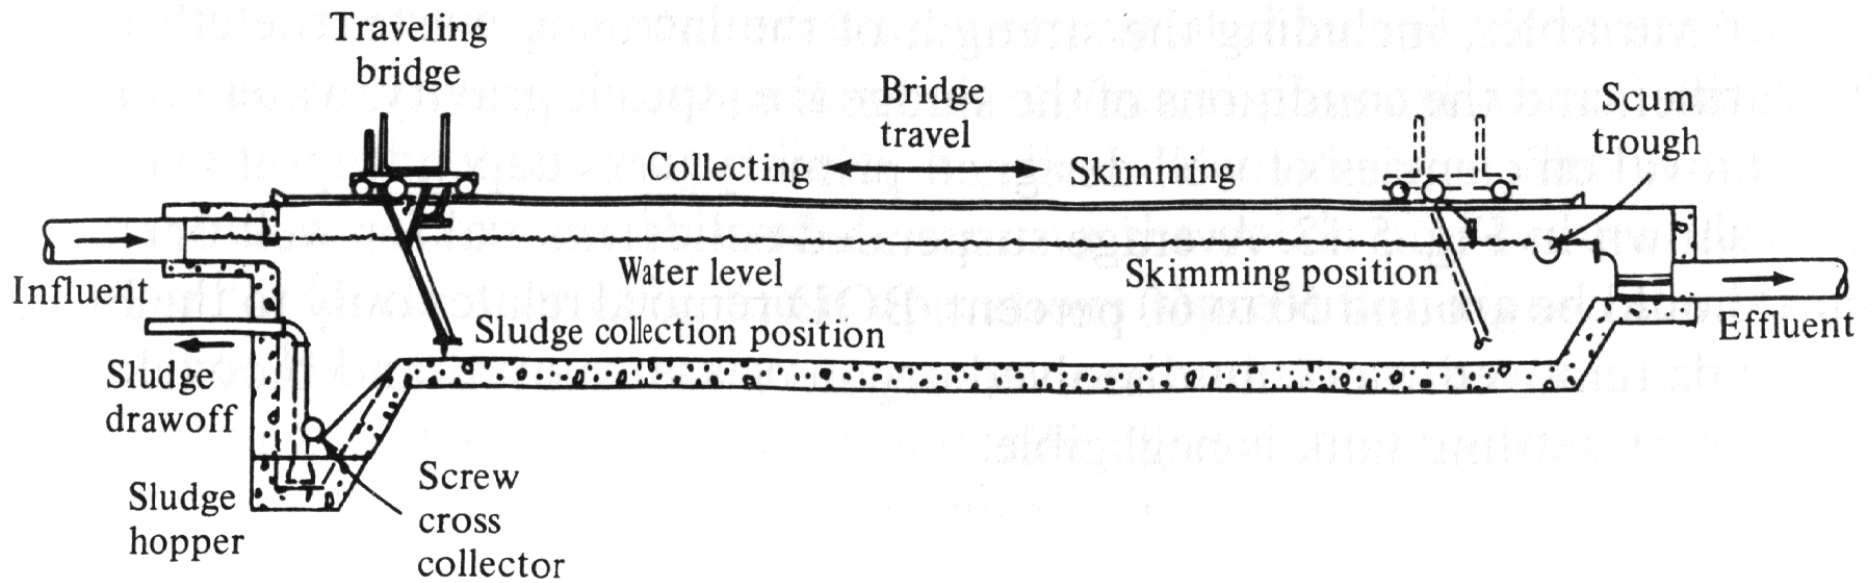 Traveling
bridge
Bridge
travel
Scum
trough
Collecting
Skimming
Water level
Skimming position
Influent
Sludge collection position
Effluent
Sludge
drawoff
Sludge
hopper
Screw
cross
collector